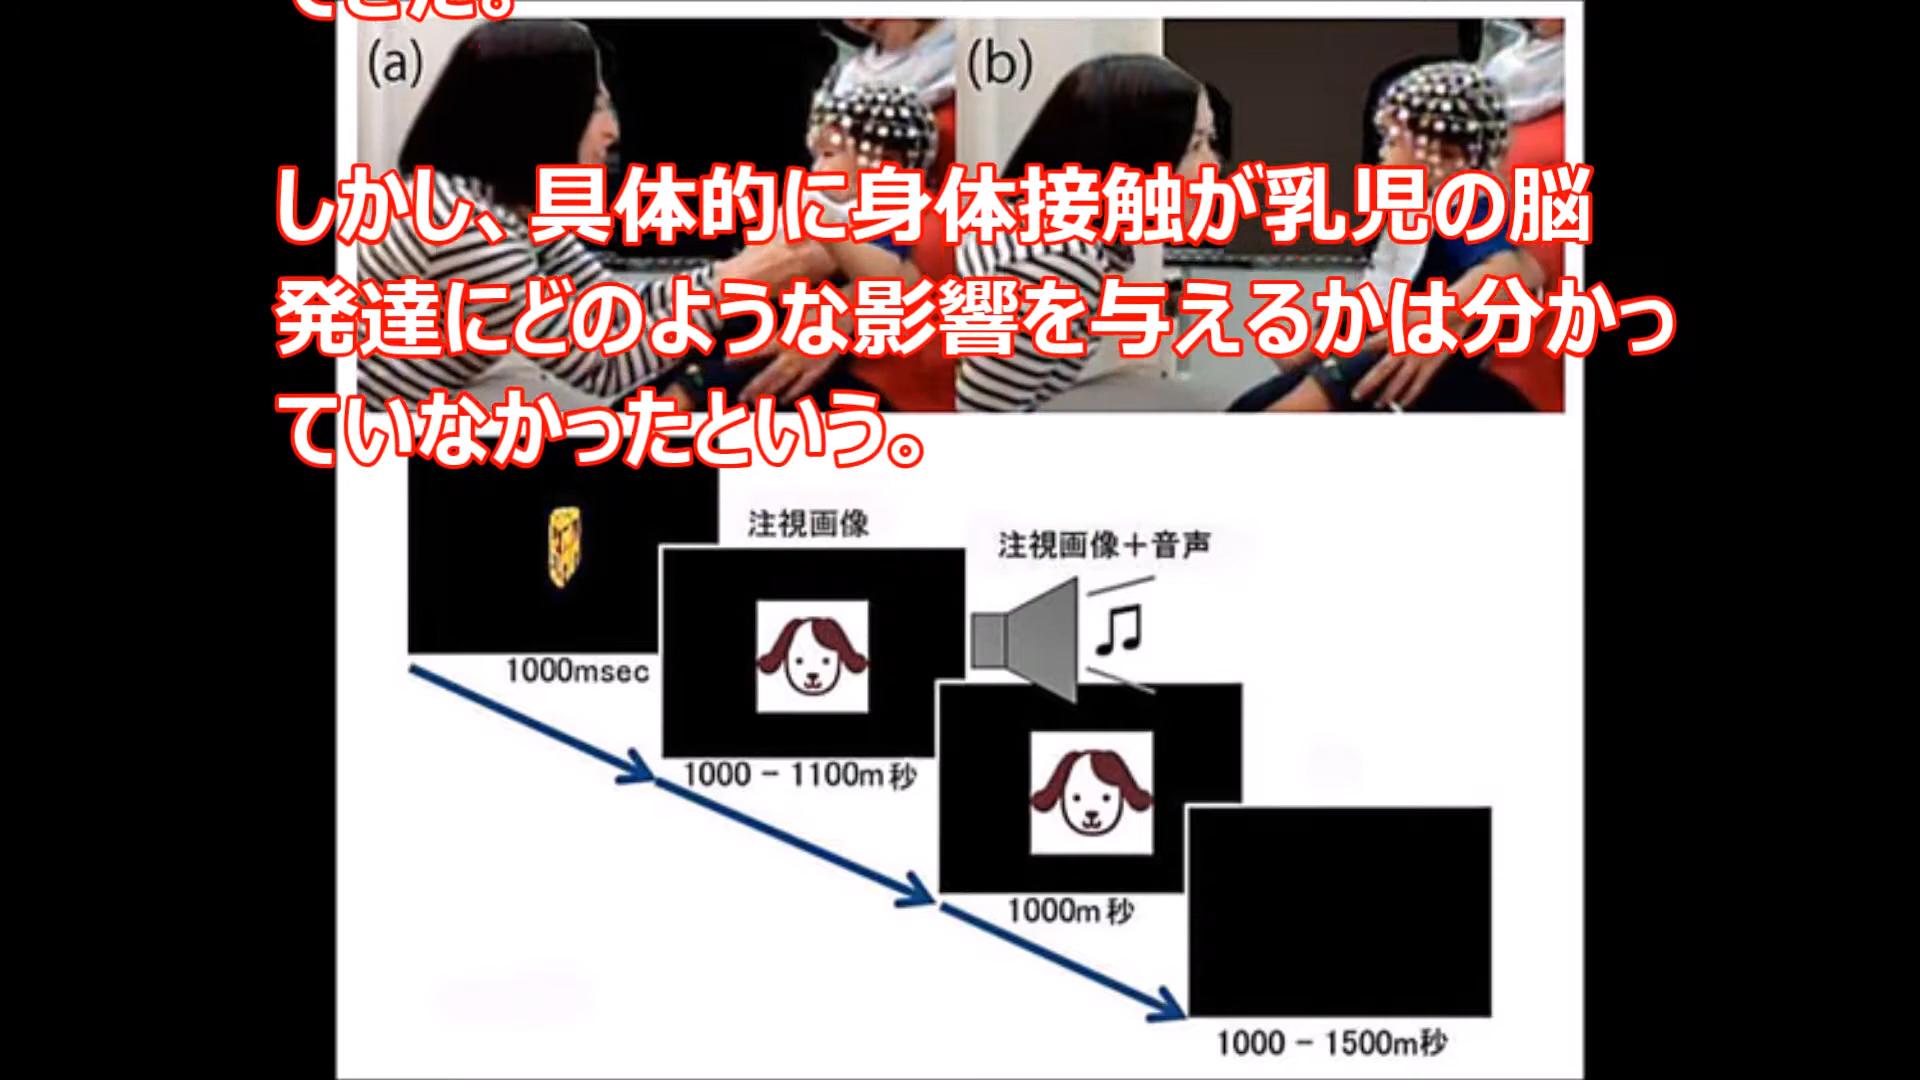 てきた。
(a)
(b)
しかし、具体的に身体接触が乳児の脳
発達にどのような影響を与えるかは分かっ
ていなかったという。
注視画像
注視画像＋音声
1000msec
1000 - 1100m秒
1000m秒
1000 - 1500m秒